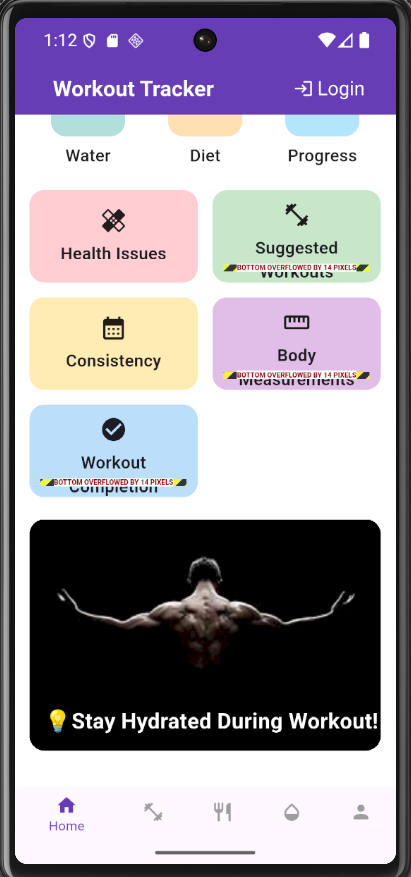 1:12
Workout Tracker
Login
Water Diet Progress
Health Issues
Suggested
BOTTOM OVERFLOWED BY 14 PIXELS
Workouts
Consistency
Body
BOTTOM OVERFLOWED BY 14 PIXELS
Measurements
Workout
BOTTOM OVERFLOWED BY 14 PIXELS
Completion
💡Stay Hydrated During Workout!
Home